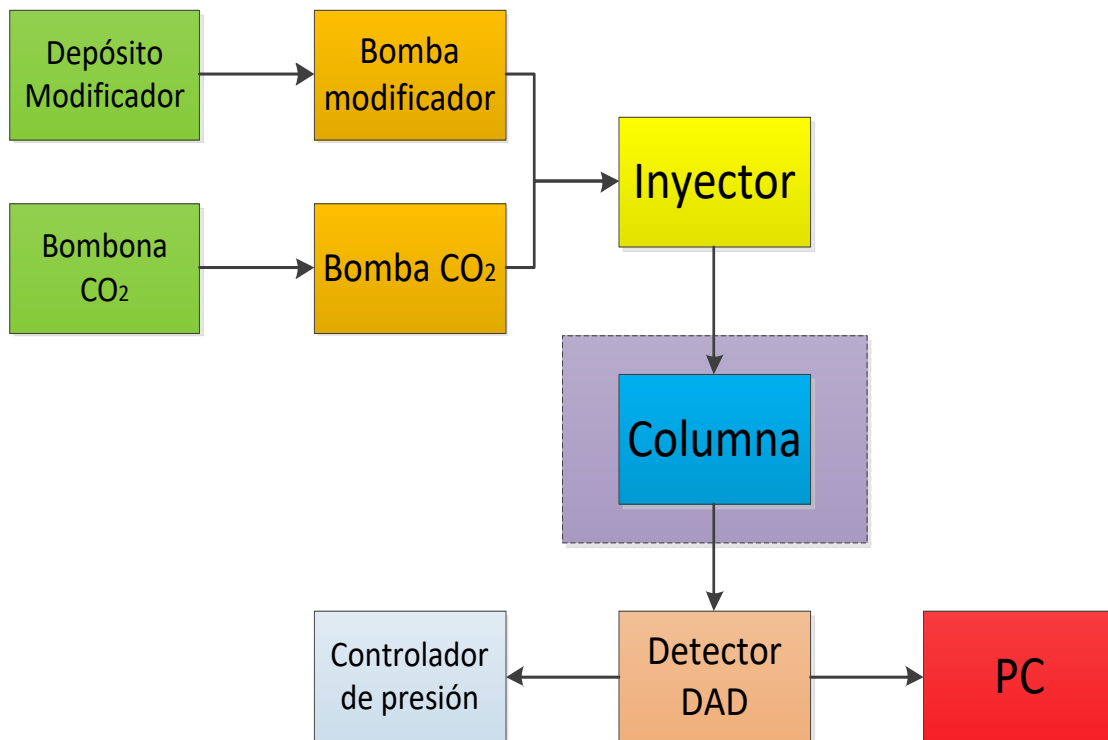 Depósito
Modificador
Bomba
modificador
Inyector
Bombona
CO₂
Bomba CO₂
Columna
Controlador
de presión
Detector
DAD
PC